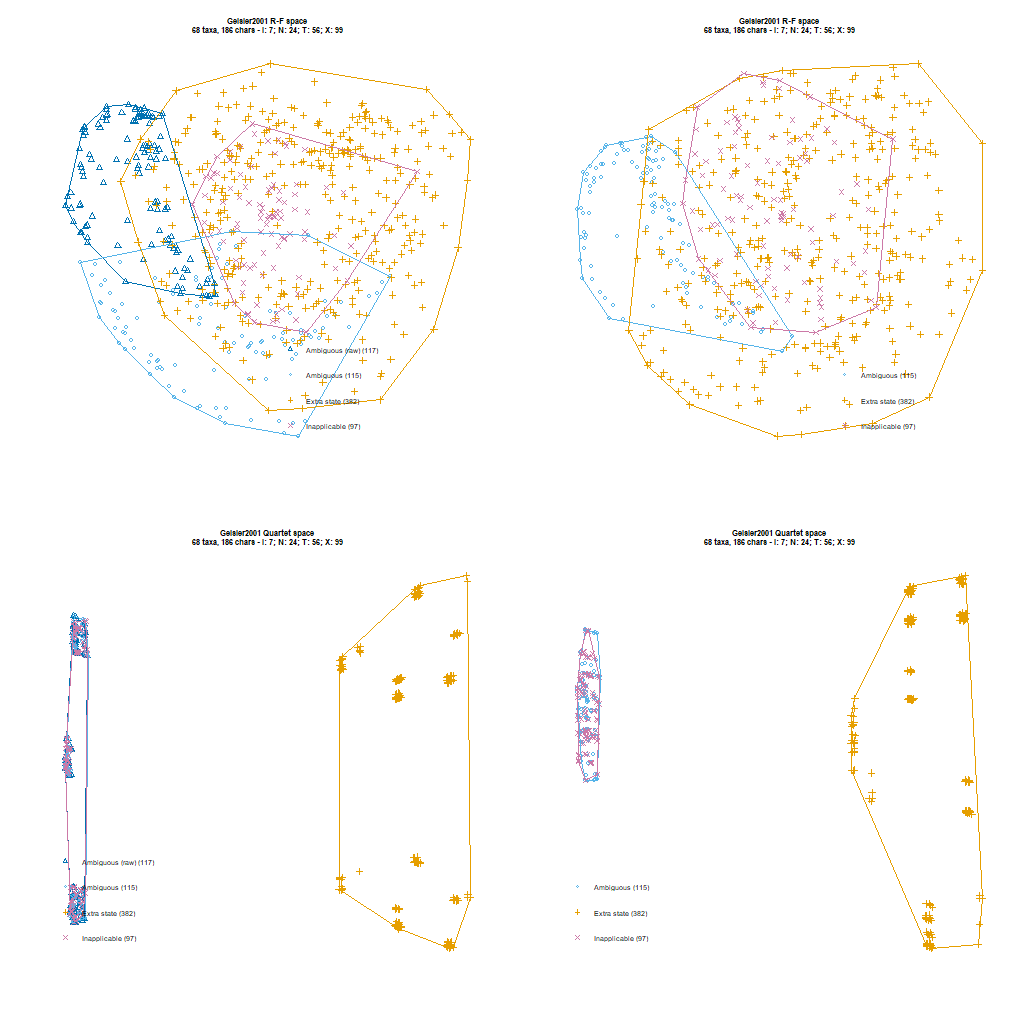 Geisler2001 R-F space
68 taxa, 186 chars - I: 7; N: 24; T: 56; X: 99
Ambiguous (raw) (117)
Ambiguous (115)
Extra state (382)
Inapplicable (97)
Geisler2001 R-F space
68 taxa, 186 chars - I: 7; N: 24; T: 56; X: 99
Ambiguous (115)
Extra state (382)
Inapplicable (97)
Geisler2001 Quartet space
68 taxa, 186 chars - I: 7; N: 24; T: 56; X: 99
Ambiguous (raw) (117)
Ambiguous (115)
Extra state (382)
Inapplicable (97)
Geisler2001 Quartet space
68 taxa, 186 chars - I: 7; N: 24; T: 56; X: 99
Ambiguous (115)
Extra state (382)
Inapplicable (97)